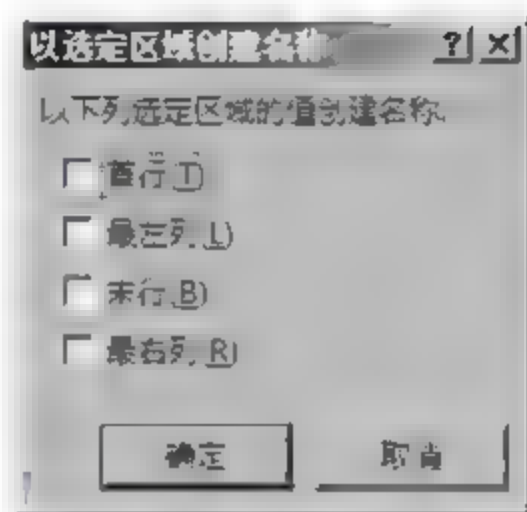 以选定区域创建名称
以下列选定区域的值创建名称:
首行(T)
最左列(L)
末行(B)
最右列(R)
确定
取消